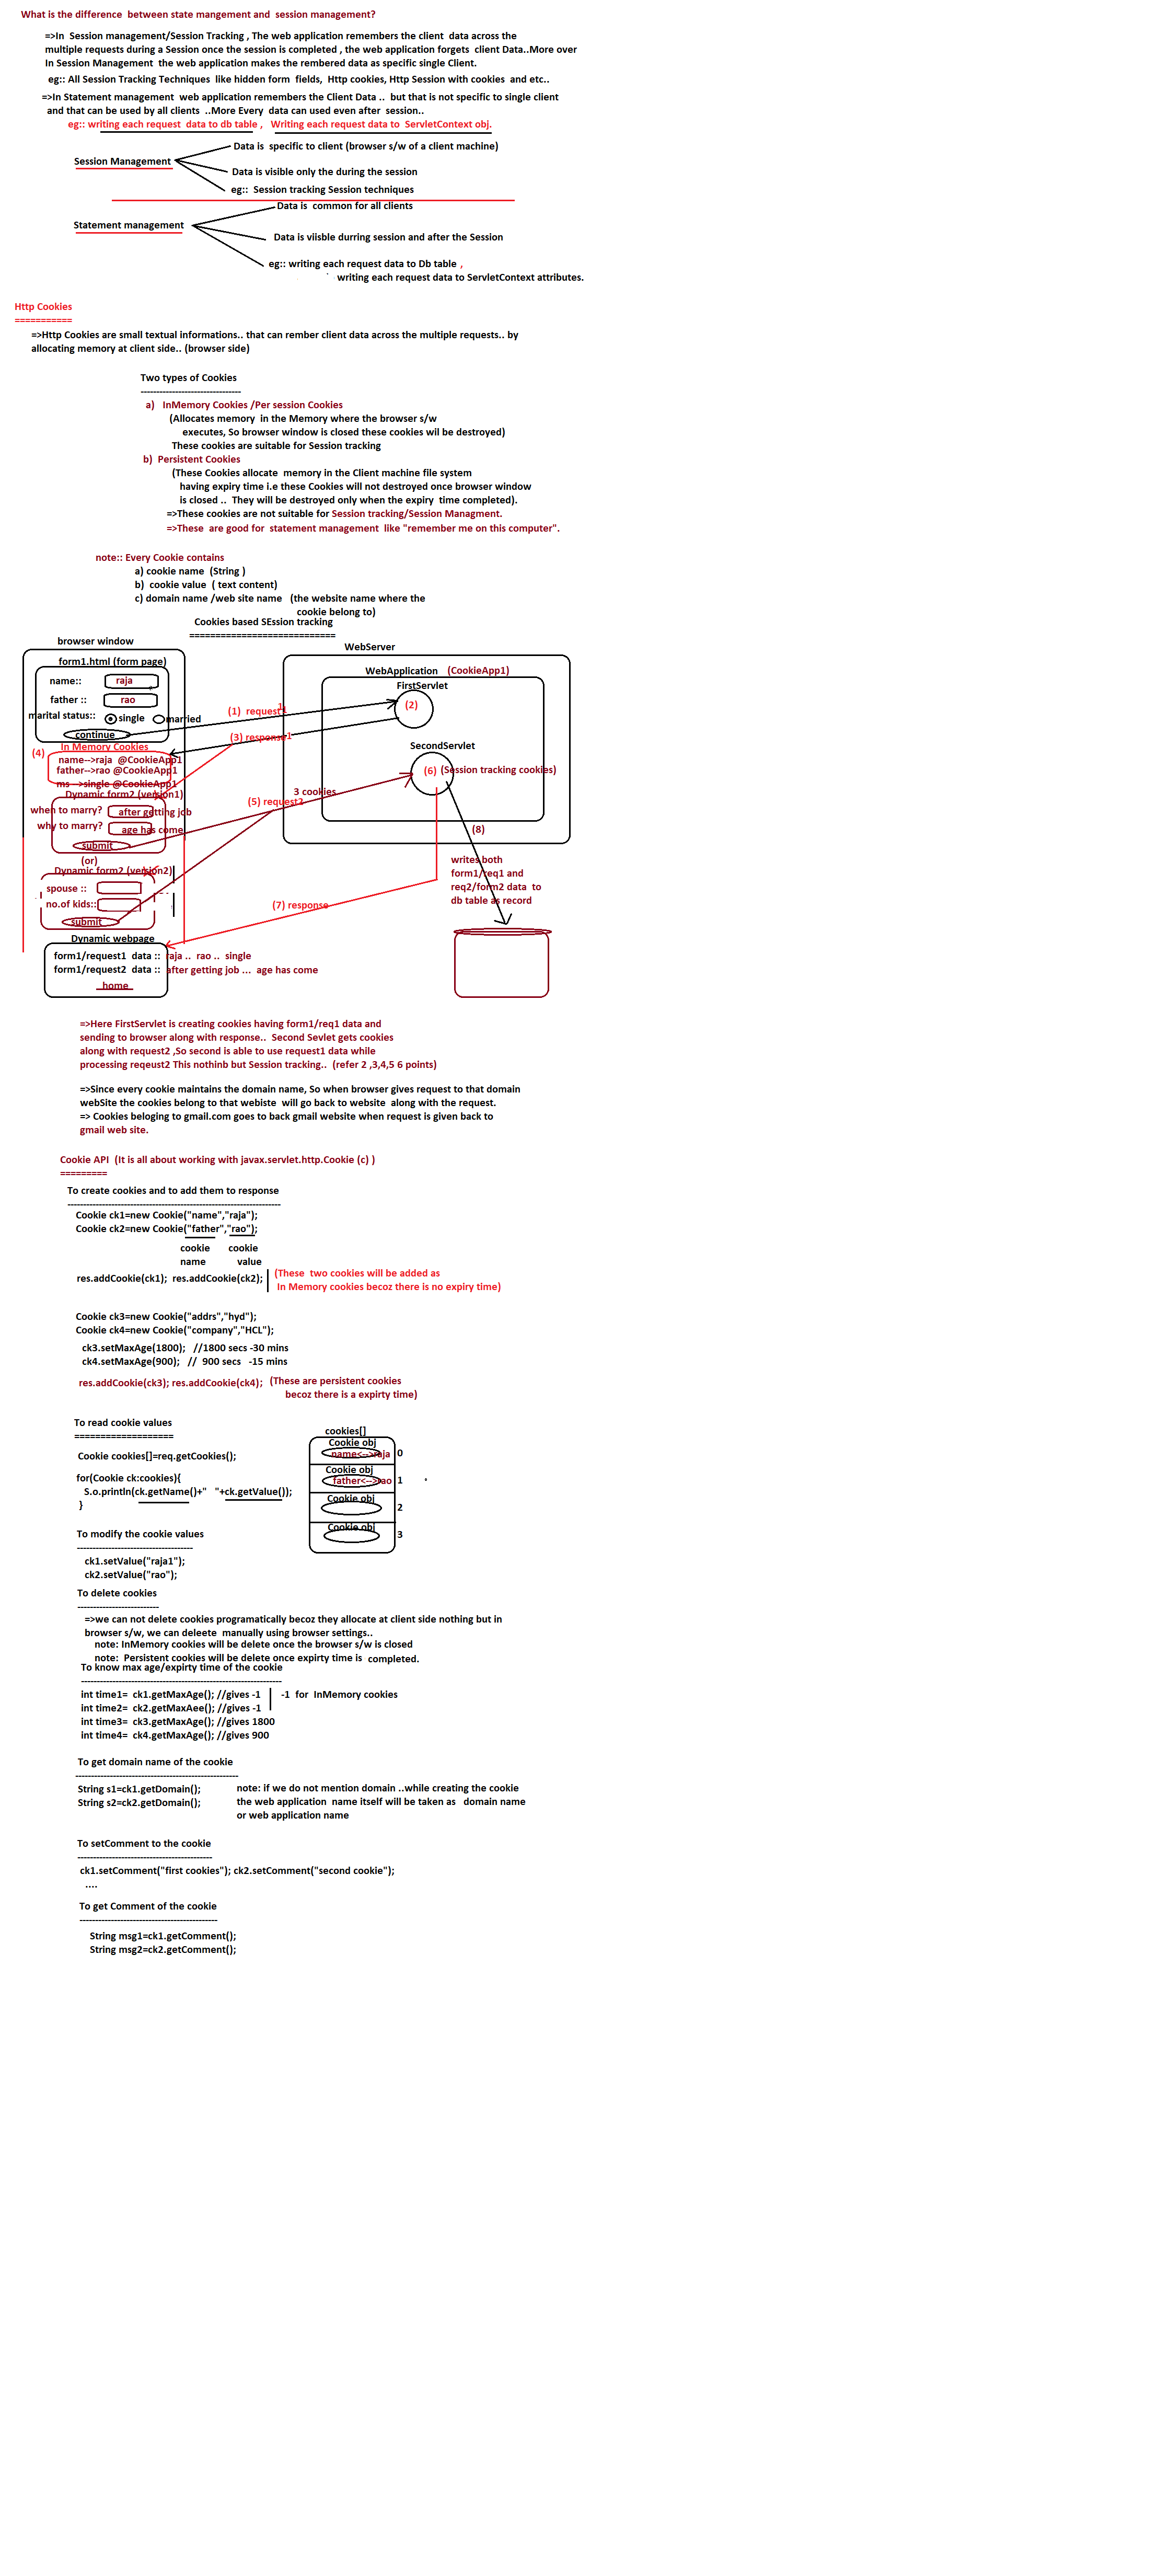 What is the difference  between state mangement and  session management?
=>In  Session management/Session Tracking , The web application remembers the client  data across the
multiple requests during a Session once the session is completed , the web application forgets  client Data..More over
In Session Management  the web application makes the rembered data as specific single Client.
eg:: All Session Tracking Techniques  like hidden form  fields,  Http cookies, Http Session with cookies  and etc..
=>In Statement management  web application remembers the Client Data ..  but that is not specific to single client
and that can be used by all clients  ..More Every  data can used even after  session..
eg:: writing each request  data to db table ,   Writing each request data to  ServletContext obj.
Data is  specific to client (browser s/w of a client machine)
Session Management
Data is visible only the during the session
eg::  Session tracking Session techniques
Data is  common for all clients
Statement management
Data is viisble durring session and after the Session
eg:: writing each request data to Db table ,
writing each request data to ServletContext attributes.
Http Cookies
===========
=>Http Cookies are small textual informations.. that can rember client data across the multiple requests.. by
allocating memory at client side.. (browser side)
Two types of Cookies
--------------------------------
a)   InMemory Cookies /Per session Cookies
(Allocates memory  in the Memory where the browser s/w
executes, So browser window is closed these cookies wil be destroyed)
These cookies are suitable for Session tracking
b)  Persistent Cookies
(These Cookies allocate  memory in the Client machine file system
having expiry time i.e these Cookies will not destroyed once browser window
is closed ..  They will be destroyed only when the expiry  time completed).
=>These cookies are not suitable for Session tracking/Session Managment.
=>These  are good for  statement management  like "remember me on this computer".
note:: Every Cookie contains
a) cookie name  (String )
b)  cookie value  ( text content)
c) domain name /web site name   (the website name where the
cookie belong to)
Cookies based SEssion tracking
============================
browser window
WebServer
form1.html (form page)
WebApplication   (CookieApp1)
name::   raja
FirstServlet
father ::   rao
(2)
marital status::   single   married
(1)  request1
continue
(3) response1
In Memory Cookies
SecondServlet
(4)
name-->raja  @CookieApp1
father-->rao @CookieApp1
(6)  (Session tracking cookies)
ms -->single @CookieApp1
3 cookies
Dynamic form2 (version1)
(5) request2
when to marry?   after getting job
why to marry?   age has come
(8)
submit
(or)
writes both
Dynamic form2 (version2)
form1/req1 and
spouse ::
req2/form2 data  to
no.of kids::
db table as record
(7) response
submit
Dynamic webpage
form1/request1  data ::  raja ..  rao ..  single
form1/request2  data ::  after getting job ...  age has come
home
=>Here FirstServlet is creating cookies having form1/req1 data and
sending to browser along with response..  Second Sevlet gets cookies
along with request2 ,So second is able to use request1 data while
processing reqeust2 This nothinb but Session tracking..  (refer 2 ,3,4,5 6 points)
=>Since every cookie maintains the domain name, So when browser gives request to that domain
webSite the cookies belong to that webiste  will go back to website  along with the request.
=> Cookies beloging to gmail.com goes to back gmail website when request is given back to
gmail web site.
Cookie API  (It is all about working with javax.servlet.http.Cookie (c) )
=========
To create cookies and to add them to response
--------------------------------------------------------------------
Cookie ck1=new Cookie("name","raja");
Cookie ck2=new Cookie("father","rao");
cookie   cookie
name   value
(These  two cookies will be added as
res.addCookie(ck1);  res.addCookie(ck2);
In Memory cookies becoz there is no expiry time)
Cookie ck3=new Cookie("addrs","hyd");
Cookie ck4=new Cookie("company","HCL");
ck3.setMaxAge(1800);   //1800 secs -30 mins
ck4.setMaxAge(900);   //  900 secs   -15 mins
res.addCookie(ck3); res.addCookie(ck4);   (These are persistent cookies
becoz there is a expirty time)
To read cookie values
===================
cookies[]
Cookie obj
name<-->raja   0
Cookie cookies[]=req.getCookies();
Cookie obj
for(Cookie ck:cookies){
father<-->rao   1
S.o.println(ck.getName()+"   "+ck.getValue());
Cookie obj
}
2
Cookie obj
To modify the cookie values
3
-------------------------------------
ck1.setValue("raja1");
ck2.setValue("rao");
To delete cookies
--------------------------
=>we can not delete cookies programatically becoz they allocate at client side nothing but in
browser s/w, we can deleete  manually using browser settings..
note: InMemory cookies will be delete once the browser s/w is closed
note:  Persistent cookies will be delete once expirty time is  completed.
To know max age/expirty time of the cookie
----------------------------------------------------------------
int time1=  ck1.getMaxAge(); //gives -1   -1  for  InMemory cookies
int time2=  ck2.getMaxAee(); //gives -1
int time3=  ck3.getMaxAge(); //gives 1800
int time4=  ck4.getMaxAge(); //gives 900
To get domain name of the cookie
----------------------------------------------------
String s1=ck1.getDomain();   note: if we do not mention domain ..while creating the cookie
String s2=ck2.getDomain();   the web application  name itself will be taken as   domain name
or web application name
To setComment to the cookie
-------------------------------------------
ck1.setComment("first cookies"); ck2.setComment("second cookie");
....
To get Comment of the cookie
--------------------------------------------
String msg1=ck1.getComment();
String msg2=ck2.getComment();